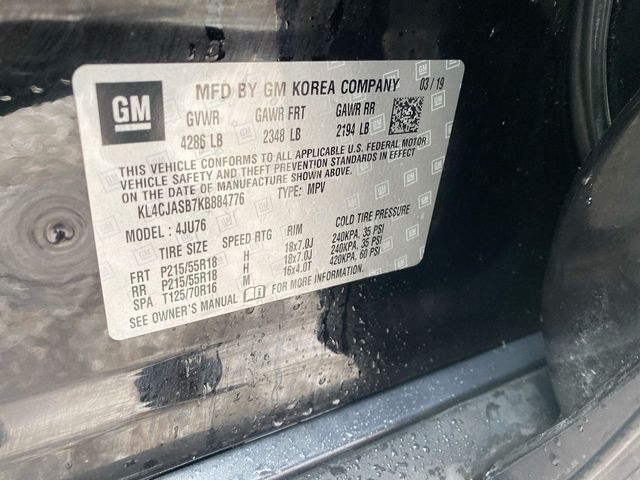 GM
MFD BY GM KOREA COMPANY 03/19
GVWR GAWR FRT GAWR RR
4286 LB 2348 LB 2194 LB
THIS VEHICLE CONFORMS TO ALL APPLICABLE U.S. FEDERAL MOTOR
VEHICLE SAFETY AND THEFT PREVENTION STANDARDS IN EFFECT
ON THE DATE OF MANUFACTURE SHOWN ABOVE.
KL4CJASB7KB884776 TYPE: MPV
MODEL: 4JU76
TIRE SIZE SPEED RTG RIM COLD TIRE PRESSURE
FRT P215/55R18 H 18x7.0J 240KPA, 35 PSI
RR P215/55R18 H 18x7.0J 240KPA, 35 PSI
SPA T125/70R16 M 16x4.0T 420KPA, 60 PSI
SEE OWNER'S MANUAL FOR MORE INFORMATION.